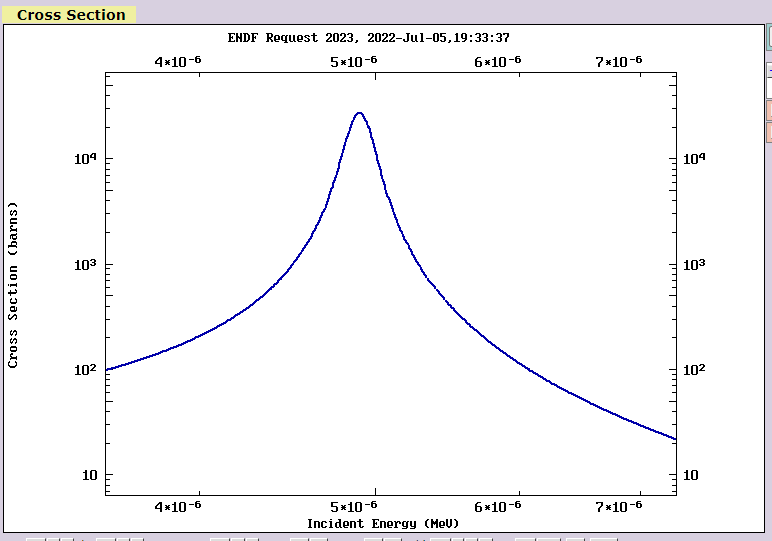 Cross Section
ENDF Request 2023, 2022-Jul-05,19:33:37
4*10⁻⁶ 5*10⁻⁶ 6*10⁻⁶ 7*10⁻⁶
10⁴ 10⁴
10³ 10³
10² 10²
10 10
Cross Section (barns)
4*10⁻⁶ 5*10⁻⁶ 6*10⁻⁶ 7*10⁻⁶
Incident Energy (MeV)